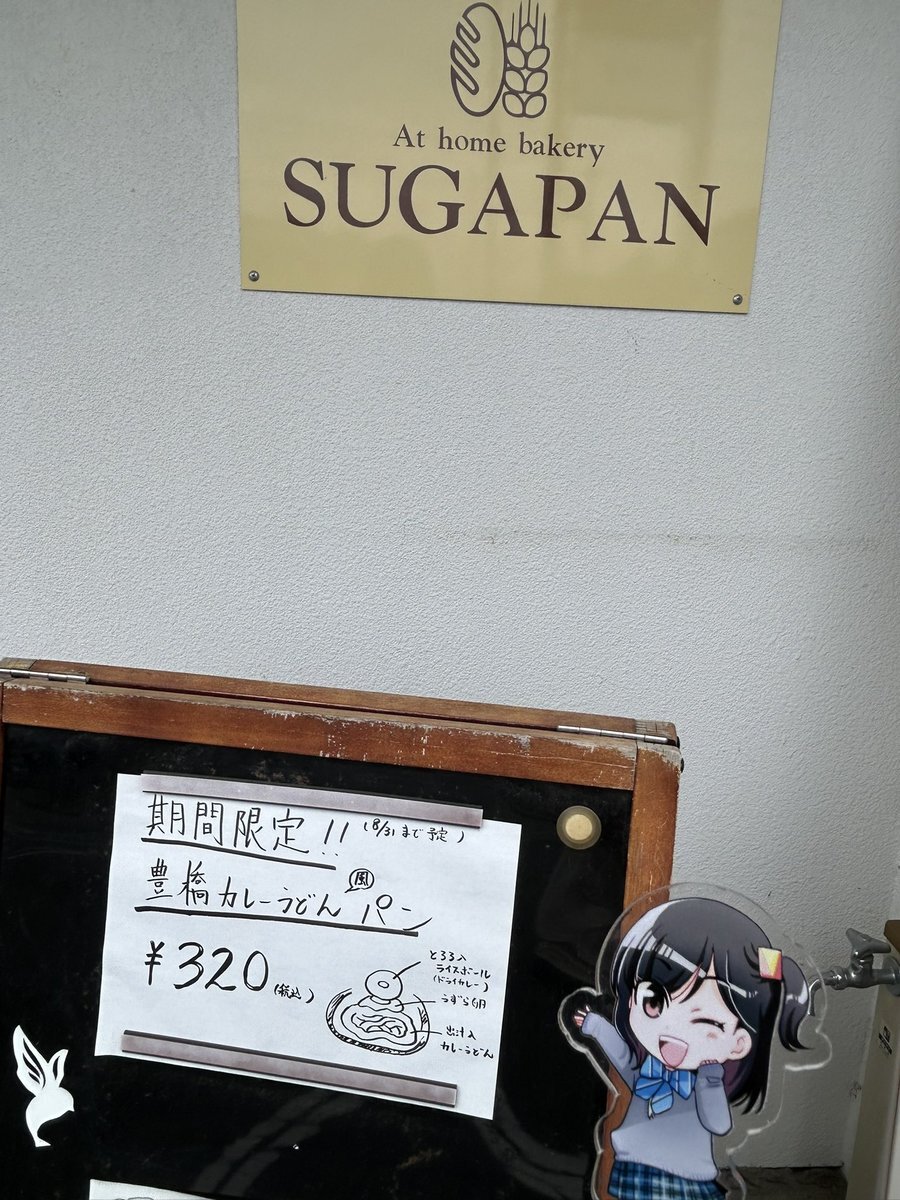 At home bakery
SUGAPAN
期間限定!! (8/31まで予定)
豊橋カレーうどん風パン
¥320(税込)
とろろ入
ライスボール
(ドライカレー)
うずら卵
出汁入
カレーうどん